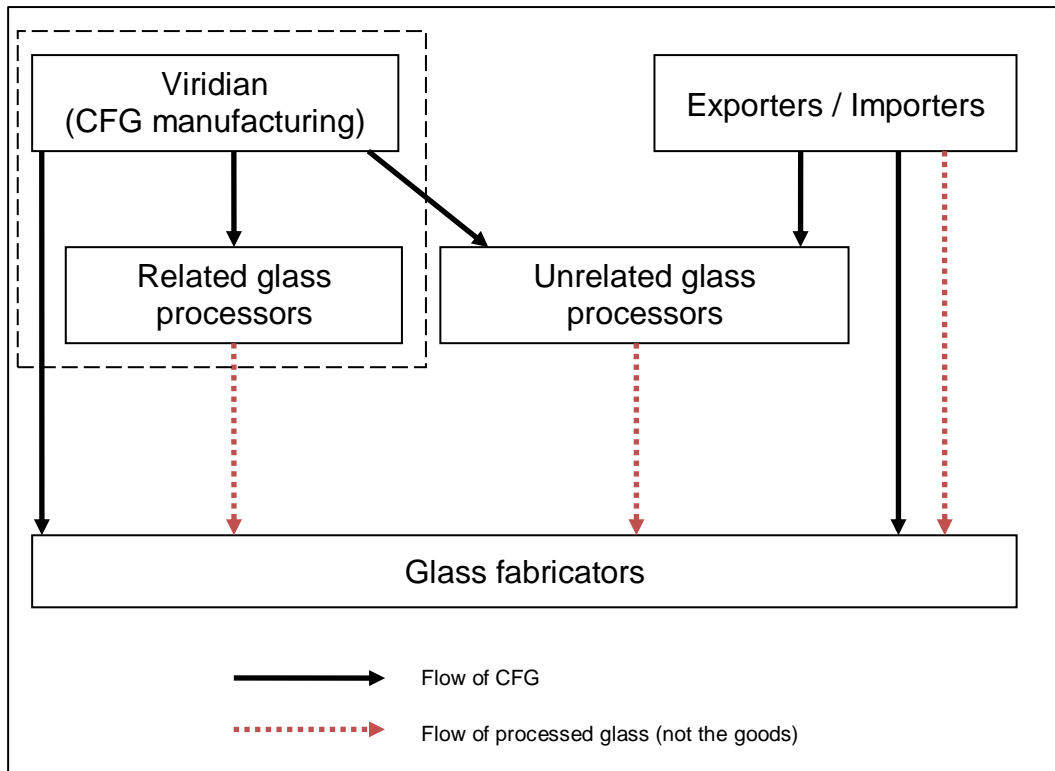 Viridian
(CFG manufacturing)
Exporters / Importers
Related glass
processors
Unrelated glass
processors
Glass fabricators
Flow of CFG
Flow of processed glass (not the goods)